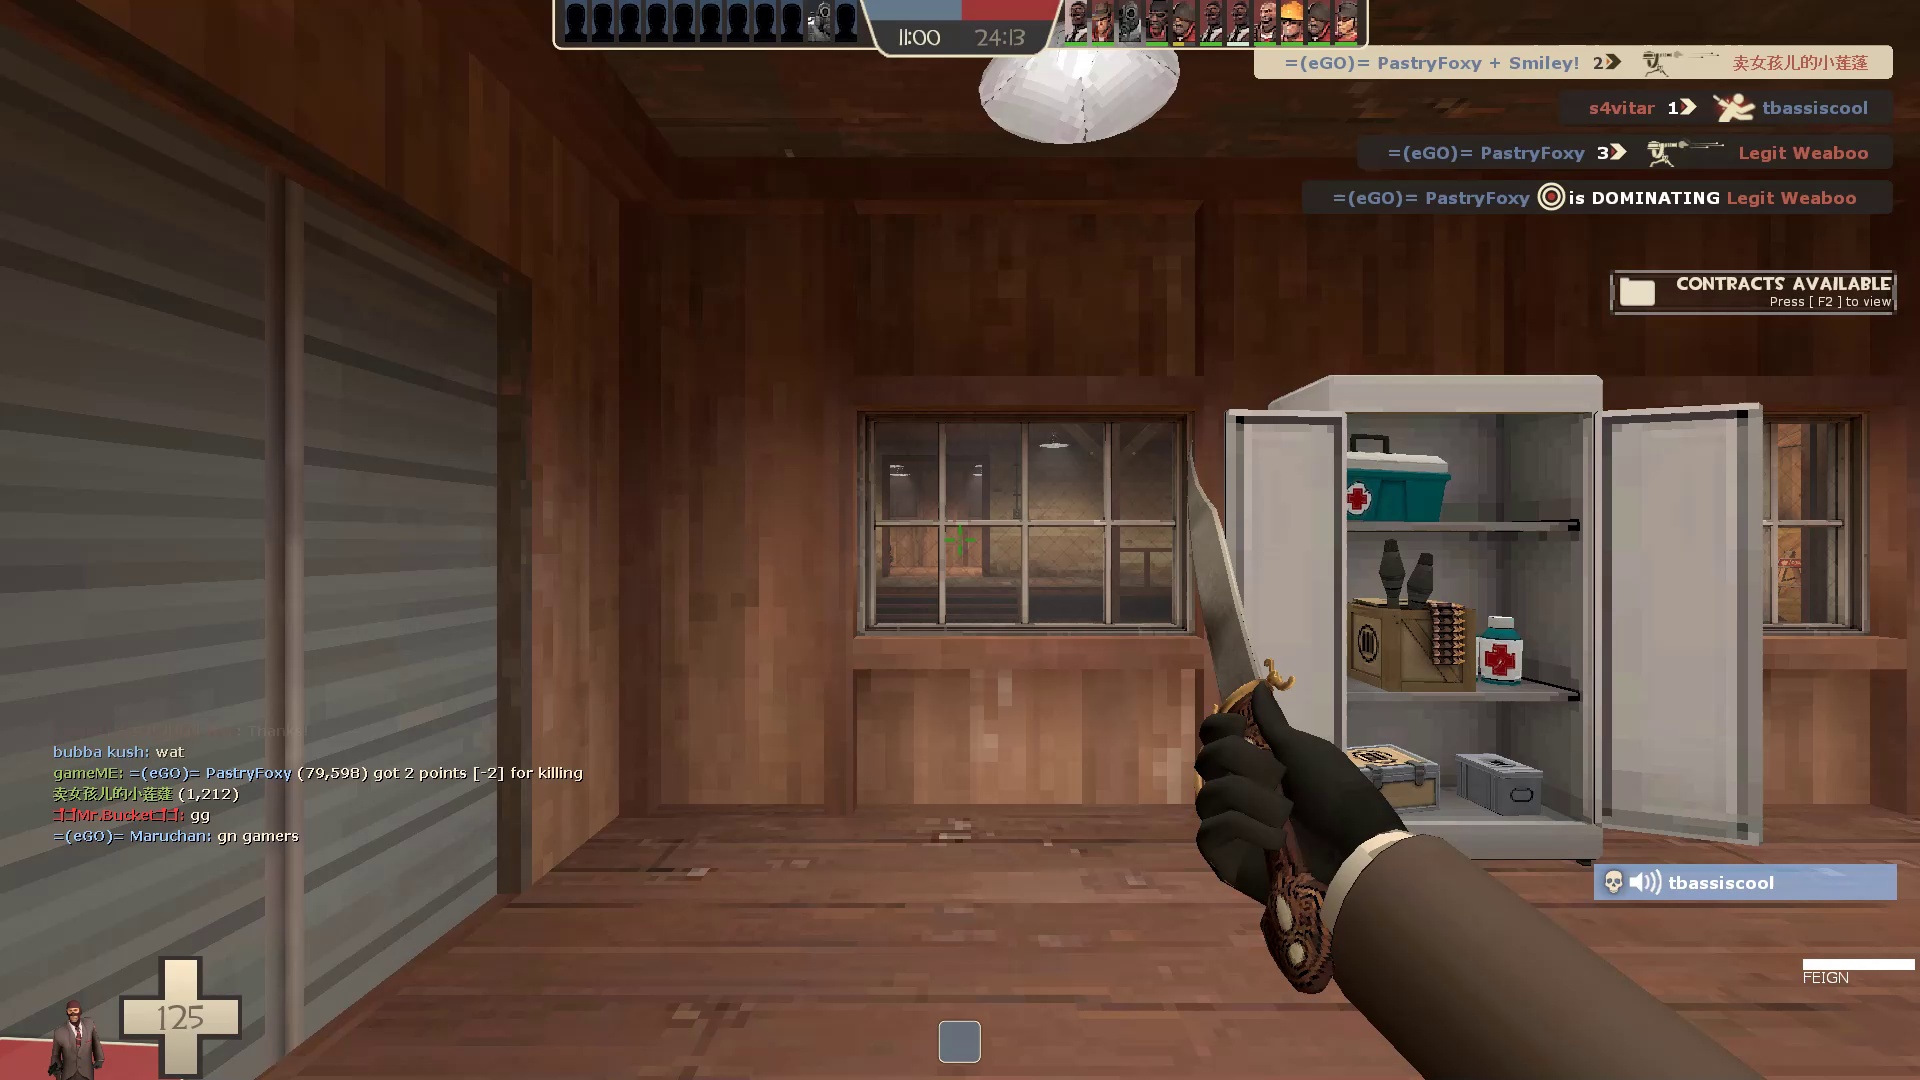 11:00 24:13
=(eGO)= PastryFoxy + Smiley! 2 卖女孩儿的小莲蓬
s4vitar 1 tbassiscool
=(eGO)= PastryFoxy 3 Legit Weaboo
=(eGO)= PastryFoxy is DOMINATING Legit Weaboo
CONTRACTS AVAILABLE
Press [ F2 ] to view
: Thanks!
bubba kush: wat
gameME: =(eGO)= PastryFoxy (79,598) got 2 points [-2] for killing
卖女孩儿的小莲蓬 (1,212)
Mr.Bucket: gg
=(eGO)= Maruchan: gn gamers
tbassiscool
FEIGN
125